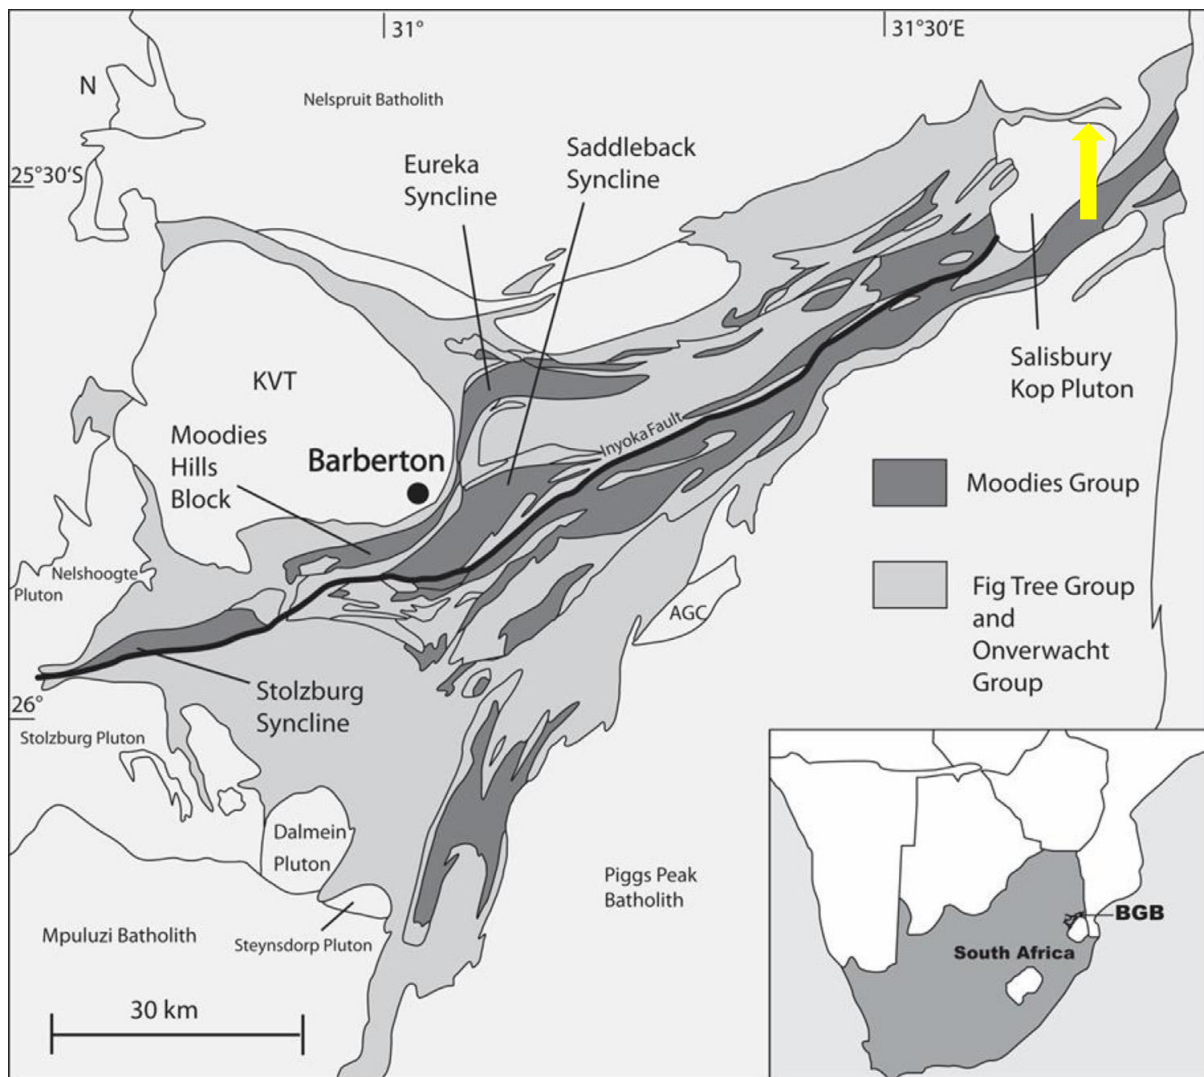 31°
31°30'E
N
Nelspruit Batholith
25°30'S
Eureka
Syncline
Saddleback
Syncline
KVT
Moodies
Hills
Block
Barberton
Inyoka Fault
Salisbury
Kop Pluton
Moodies Group
Nelshoogte
Pluton
AGC
Fig Tree Group
and
Onverwacht
Group
Stolzburg
Syncline
26°
Stolzburg Pluton
Dalmein
Pluton
Piggs Peak
Batholith
Mpuluzi Batholith
Steynsdorp Pluton
30 km
BGB
South Africa